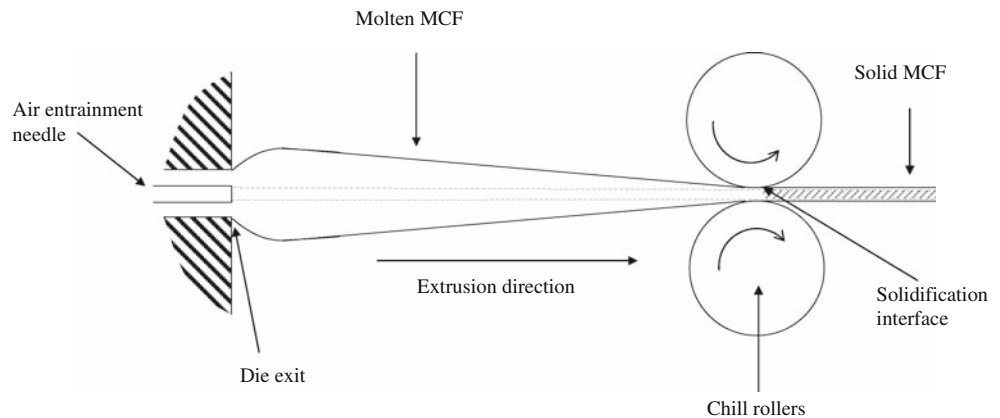 Molten MCF
Solid MCF
Air entrainment
needle
Extrusion direction
Solidification
interface
Die exit
Chill rollers